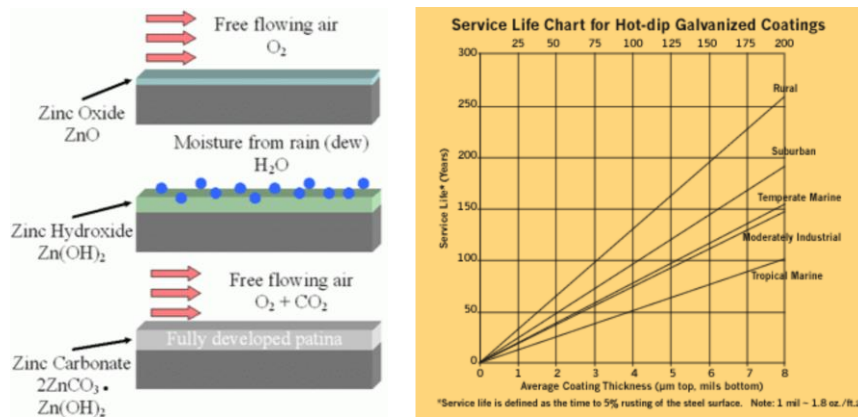 Free flowing air
O₂
Zinc Oxide
ZnO
Moisture from rain (dew)
H₂O
Zinc Hydroxide
Zn(OH)₂
Free flowing air
O₂ + CO₂
Fully developed patina
Zinc Carbonate
2ZnCO₃ •
Zn(OH)₂
Service Life Chart for Hot-dip Galvanized Coatings
25 50 75 100 125 150 175 200
300
250
200
150
100
50
0
Service Life* (Years)
Rural
Suburban
Temperate Marine
Moderately Industrial
Tropical Marine
0 1 2 3 4 5 6 7 8
Average Coating Thickness (μm top, mils bottom)
*Service life is defined as the time to 5% rusting of the steel surface. Note: 1 mil ~ 1.8 oz./ft.²